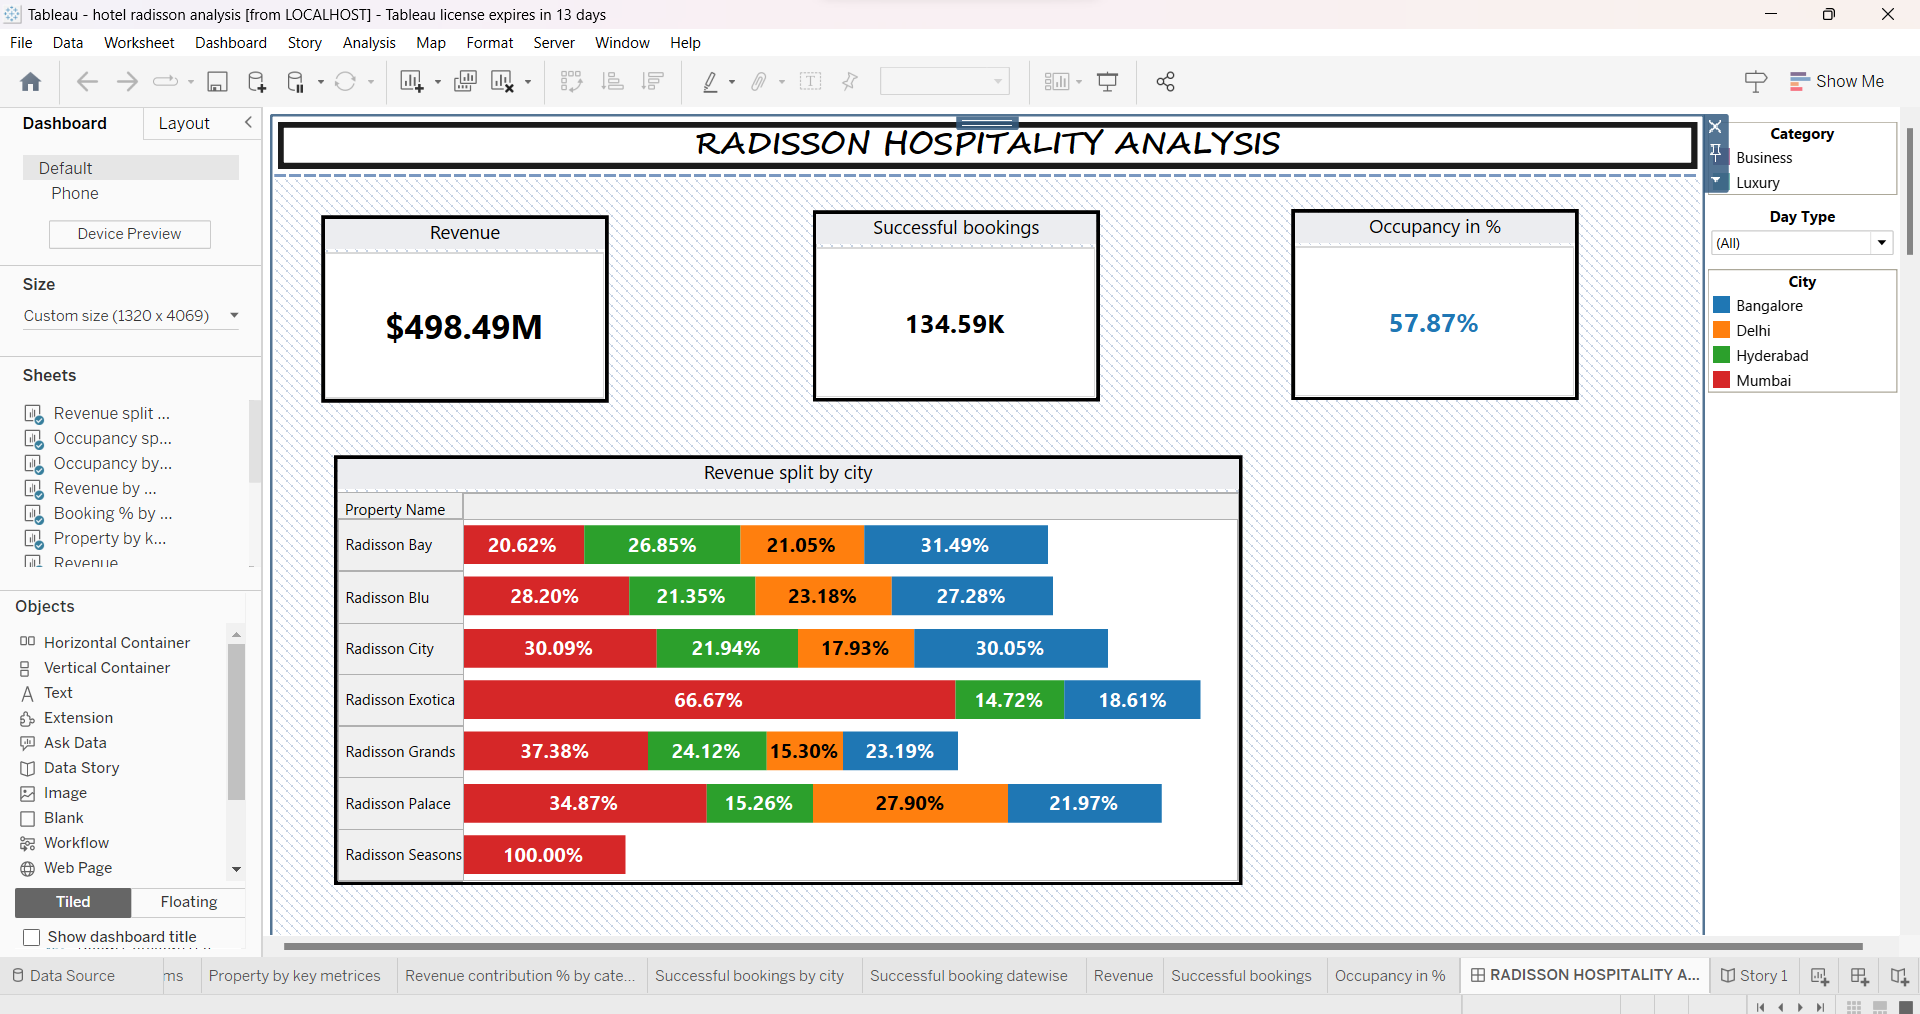 Tableau - hotel radisson analysis [from LOCALHOST] - Tableau license expires in 13 days
File Data Worksheet Dashboard Story Analysis Map Format Server Window Help
Show Me
Dashboard Layout
Default
Phone
Device Preview
Size
Custom size (1320 x 4069)
Sheets
Revenue split ...
Occupancy sp...
Occupancy by...
Revenue by ...
Booking % by ...
Property by k...
Revenue
Objects
Horizontal Container
Vertical Container
Text
Extension
Ask Data
Data Story
Image
Blank
Workflow
Web Page
Tiled Floating
Show dashboard title
RADISSON HOSPITALITY ANALYSIS
Revenue
$498.49M
Successful bookings
134.59K
Occupancy in %
57.87%
Revenue split by city
Property Name
Radisson Bay 20.62% 26.85% 21.05% 31.49%
Radisson Blu 28.20% 21.35% 23.18% 27.28%
Radisson City 30.09% 21.94% 17.93% 30.05%
Radisson Exotica 66.67% 14.72% 18.61%
Radisson Grands 37.38% 24.12% 15.30% 23.19%
Radisson Palace 34.87% 15.26% 27.90% 21.97%
Radisson Seasons 100.00%
Category
Business
Luxury
Day Type
(All)
City
Bangalore
Delhi
Hyderabad
Mumbai
Data Source ms Property by key metrices Revenue contribution % by cate... Successful bookings by city Successful booking datewise Revenue Successful bookings Occupancy in % RADISSON HOSPITALITY A... Story 1